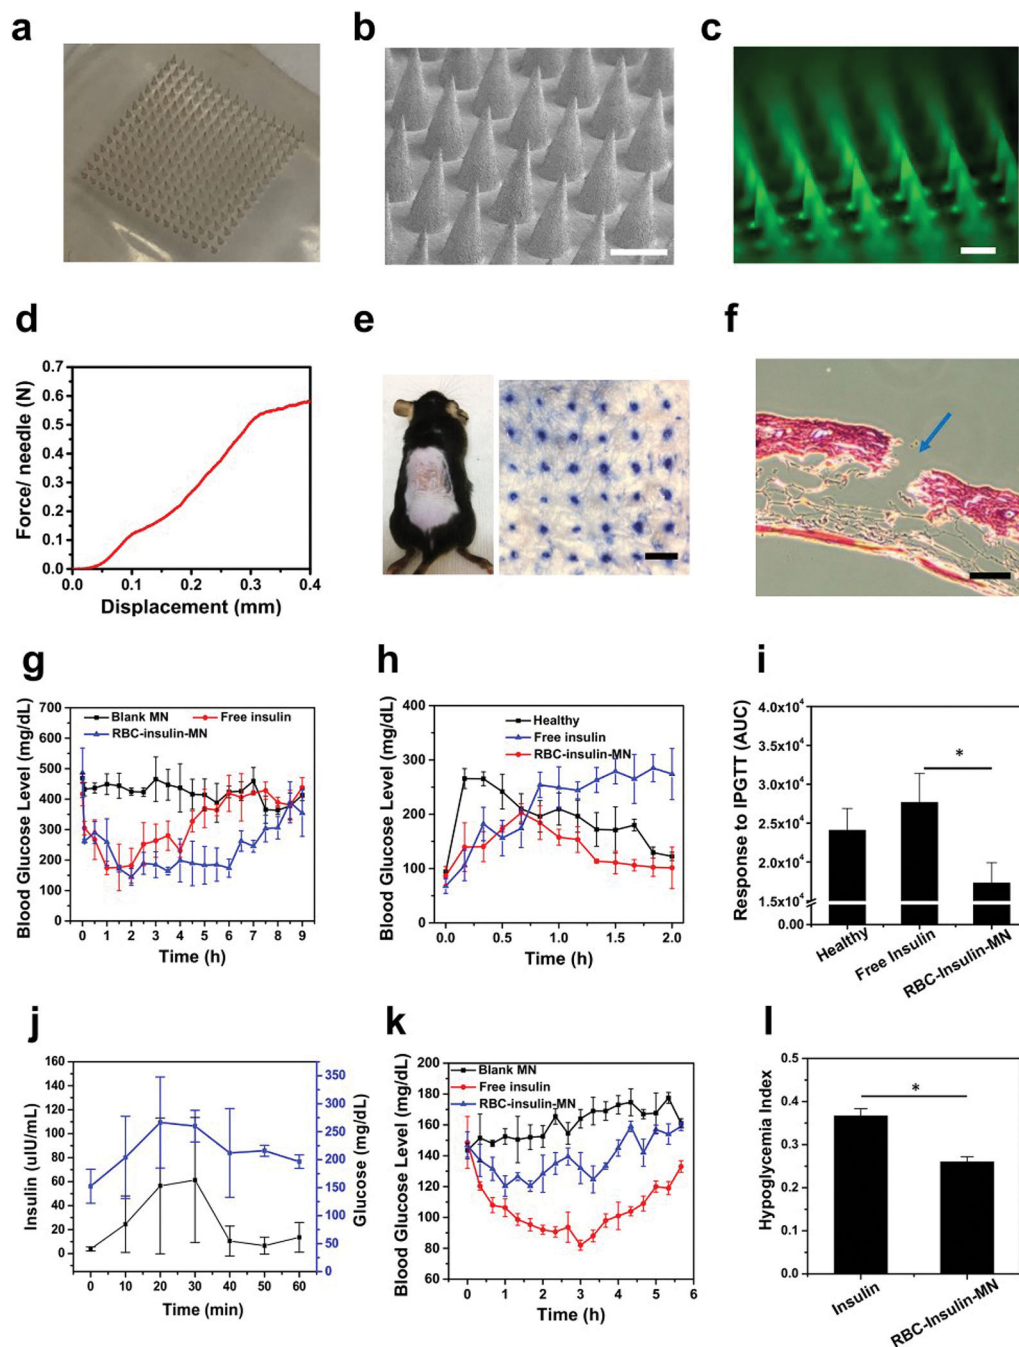 a
b
c
d
Force/ needle (N)
0.7
0.6
0.5
0.4
0.3
0.2
0.1
0.0
0.0 0.1 0.2 0.3 0.4
Displacement (mm)
e
f
g
Blood Glucose Level (mg/dL)
700
600
500
400
300
200
100
0
Blank MN Free insulin
RBC-insulin-MN
0 1 2 3 4 5 6 7 8 9
Time (h)
h
Blood Glucose Level (mg/dL)
400
300
200
100
0
Healthy
Free insulin
RBC-insulin-MN
0.0 0.5 1.0 1.5 2.0
Time (h)
i
Response to IPGTT (AUC)
4.0x10⁴
3.5x10⁴
3.0x10⁴
2.5x10⁴
2.0x10⁴
1.5x10⁴
0.00
*
Healthy
Free Insulin
RBC-Insulin-MN
j
Insulin (uIU/mL)
160
140
120
100
80
60
40
20
0
Glucose (mg/dL)
350
300
250
200
150
100
50
0
0 10 20 30 40 50 60
Time (min)
k
Blood Glucose Level (mg/dL)
200
180
160
140
120
100
80
60
Blank MN
Free insulin
RBC-insulin-MN
0 1 2 3 4 5 6
Time (h)
l
Hypoglycemia Index
0.5
0.4
0.3
0.2
0.1
0.0
*
Insulin
RBC-Insulin-MN